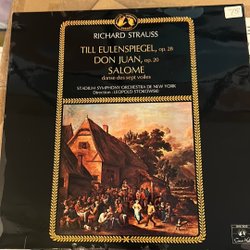 RICHARD STRAUSS
TILL EULENSPIEGEL, op. 28
DON JUAN, op. 20
SALOME
danse des sept voiles
STADIUM SYMPHONY ORCHESTRA DE NEW YORK
Direction : LEOPOLD STOKOWSKI